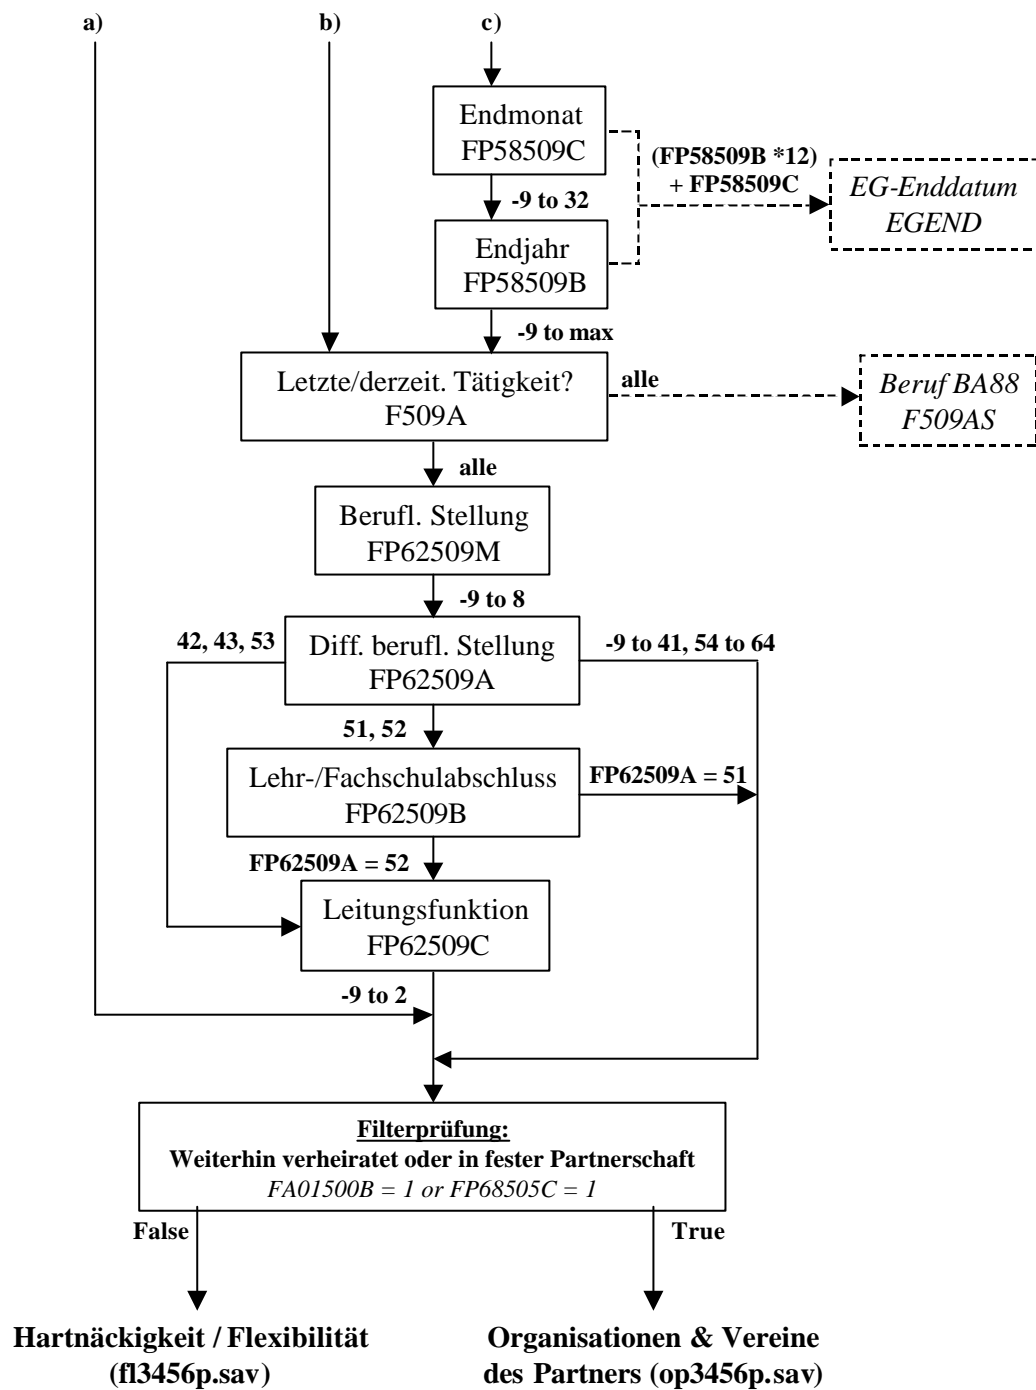 a)
b)
c)
Endmonat
FP58509C
(FP58509B *12)
+ FP58509C
EG-Enddatum
EGEND
-9 to 32
Endjahr
FP58509B
-9 to max
Letzte/derzeit. Tätigkeit?
F509A
alle
Beruf BA88
F509AS
alle
Berufl. Stellung
FP62509M
-9 to 8
42, 43, 53
Diff. berufl. Stellung
FP62509A
-9 to 41, 54 to 64
51, 52
Lehr-/Fachschulabschluss
FP62509B
FP62509A = 51
FP62509A = 52
Leitungsfunktion
FP62509C
-9 to 2
Filterprüfung:
Weiterhin verheiratet oder in fester Partnerschaft
FA01500B = 1 or FP68505C = 1
False
True
Hartnäckigkeit / Flexibilität
(fl3456p.sav)
Organisationen & Vereine
des Partners (op3456p.sav)